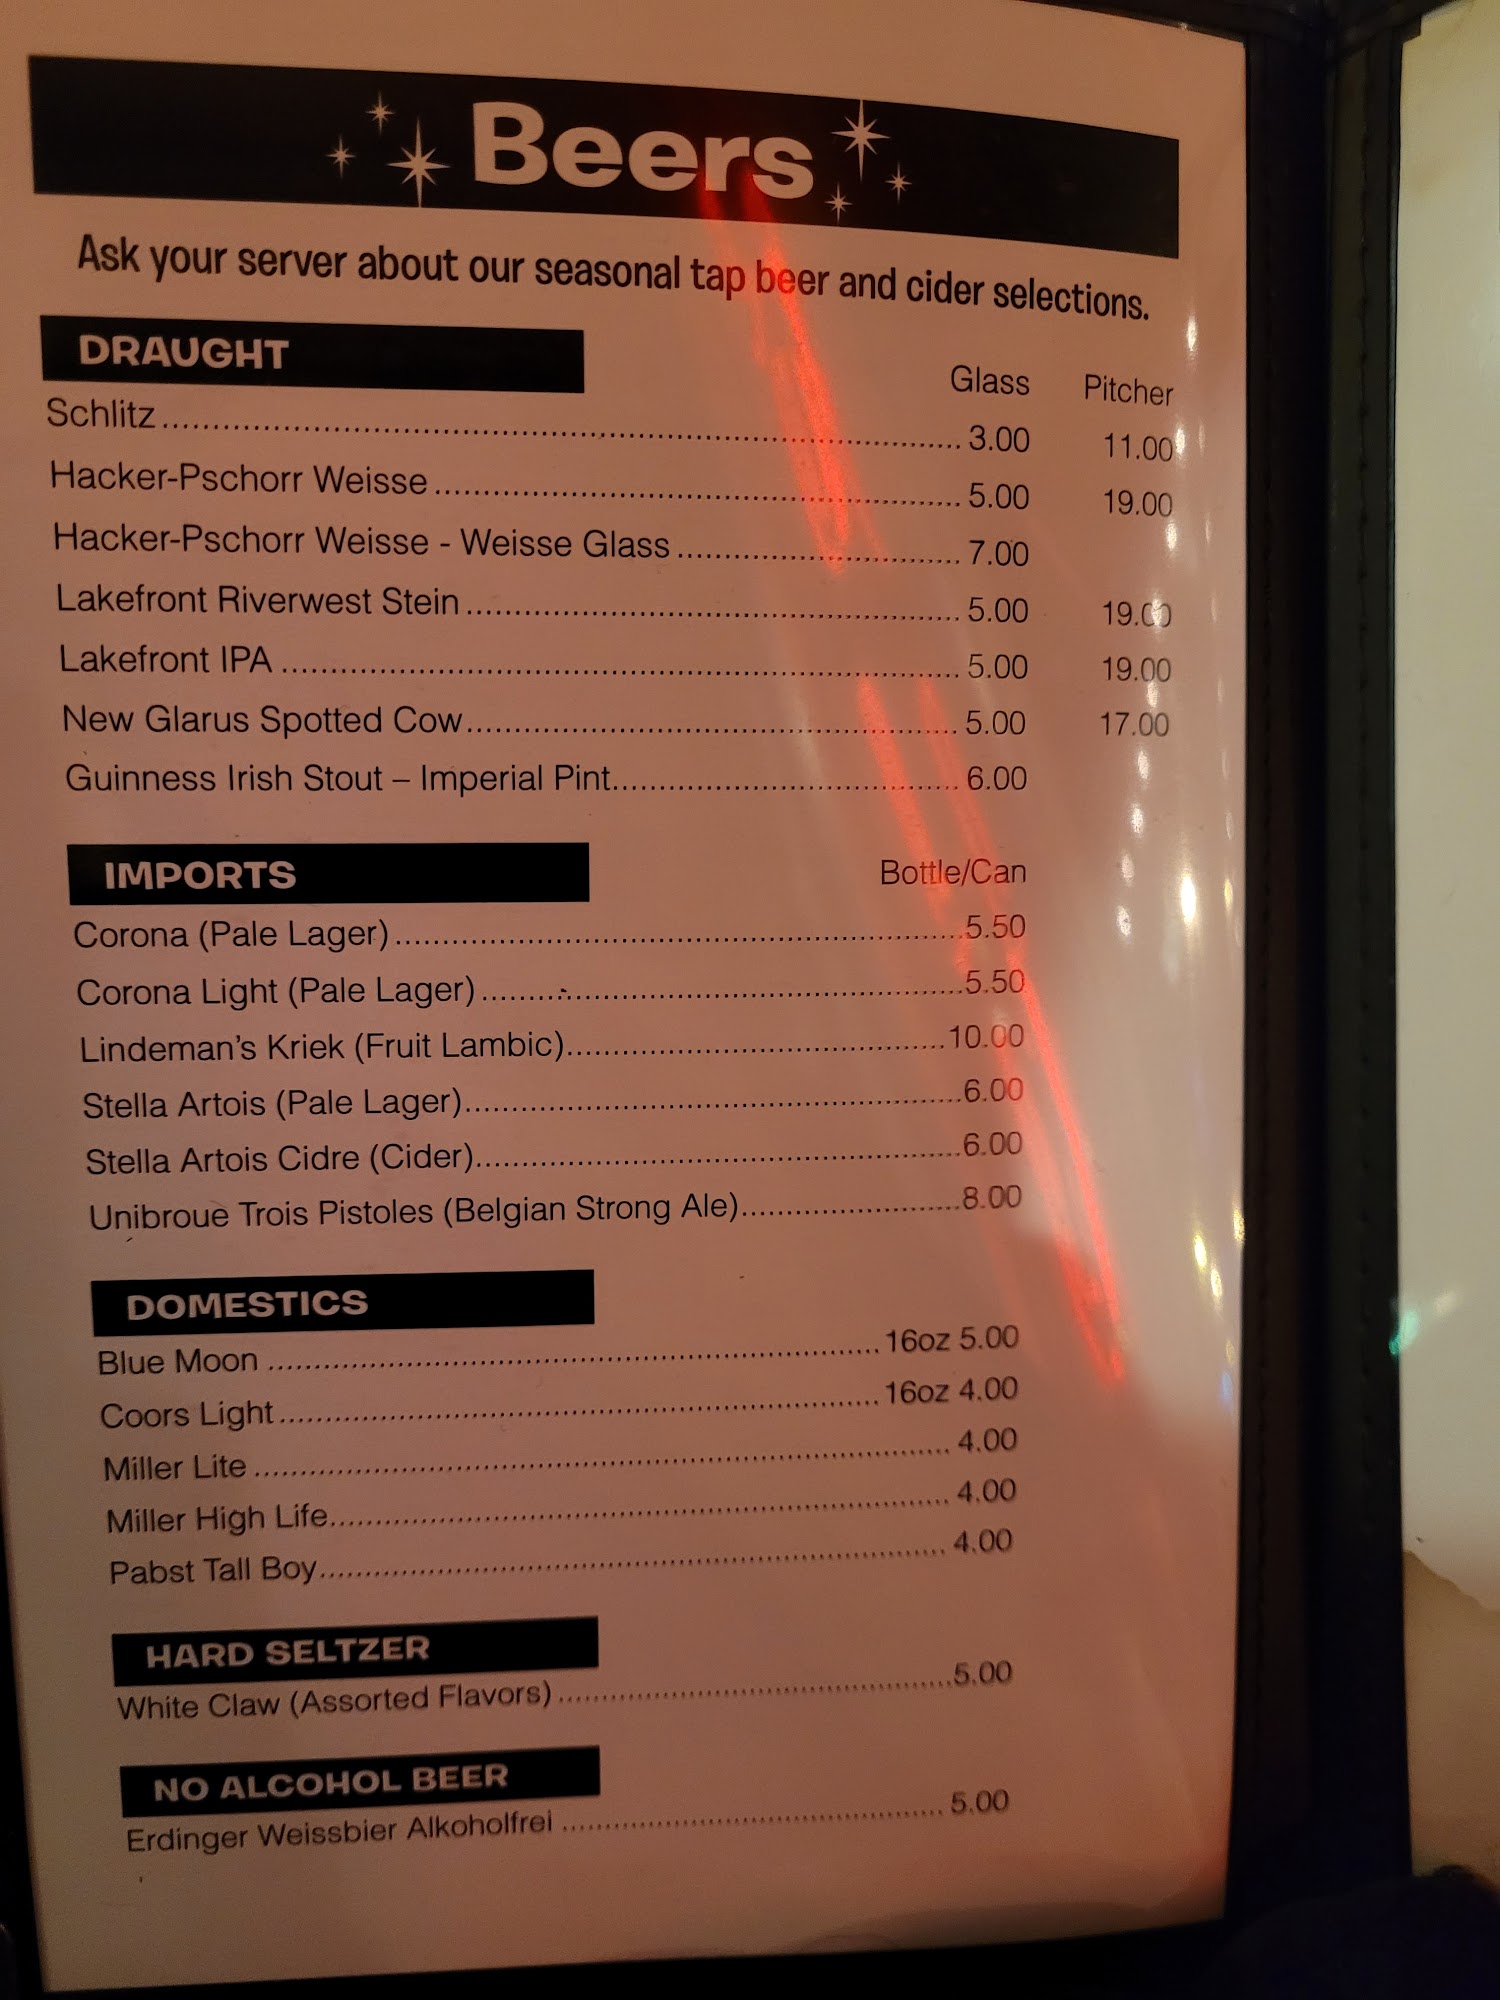 Beers
Ask your server about our seasonal tap beer and cider selections.
DRAUGHT
Glass Pitcher
Schlitz 3.00 11.00
Hacker-Pschorr Weisse 5.00 19.00
Hacker-Pschorr Weisse - Weisse Glass 7.00
Lakefront Riverwest Stein 5.00 19.00
Lakefront IPA 5.00 19.00
New Glarus Spotted Cow 5.00 17.00
Guinness Irish Stout – Imperial Pint 6.00
IMPORTS Bottle/Can
Corona (Pale Lager) 5.50
Corona Light (Pale Lager) 5.50
Lindeman's Kriek (Fruit Lambic) 10.00
Stella Artois (Pale Lager) 6.00
Stella Artois Cidre (Cider) 6.00
Unibroue Trois Pistoles (Belgian Strong Ale) 8.00
DOMESTICS
Blue Moon 16oz 5.00
Coors Light 16oz 4.00
Miller Lite 4.00
Miller High Life 4.00
Pabst Tall Boy 4.00
HARD SELTZER
White Claw (Assorted Flavors) 5.00
NO ALCOHOL BEER
Erdinger Weissbier Alkoholfrei 5.00